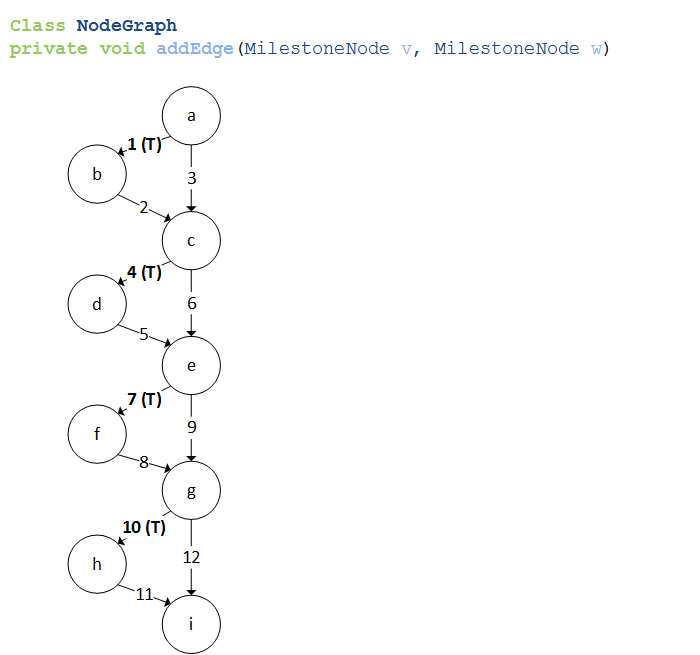 Class NodeGraph
private void addEdge(MilestoneNode v, MilestoneNode w)
a
1 (T)
b
3
2
c
4 (T)
d
6
5
e
7 (T)
f
9
8
g
10 (T)
h
12
11
i